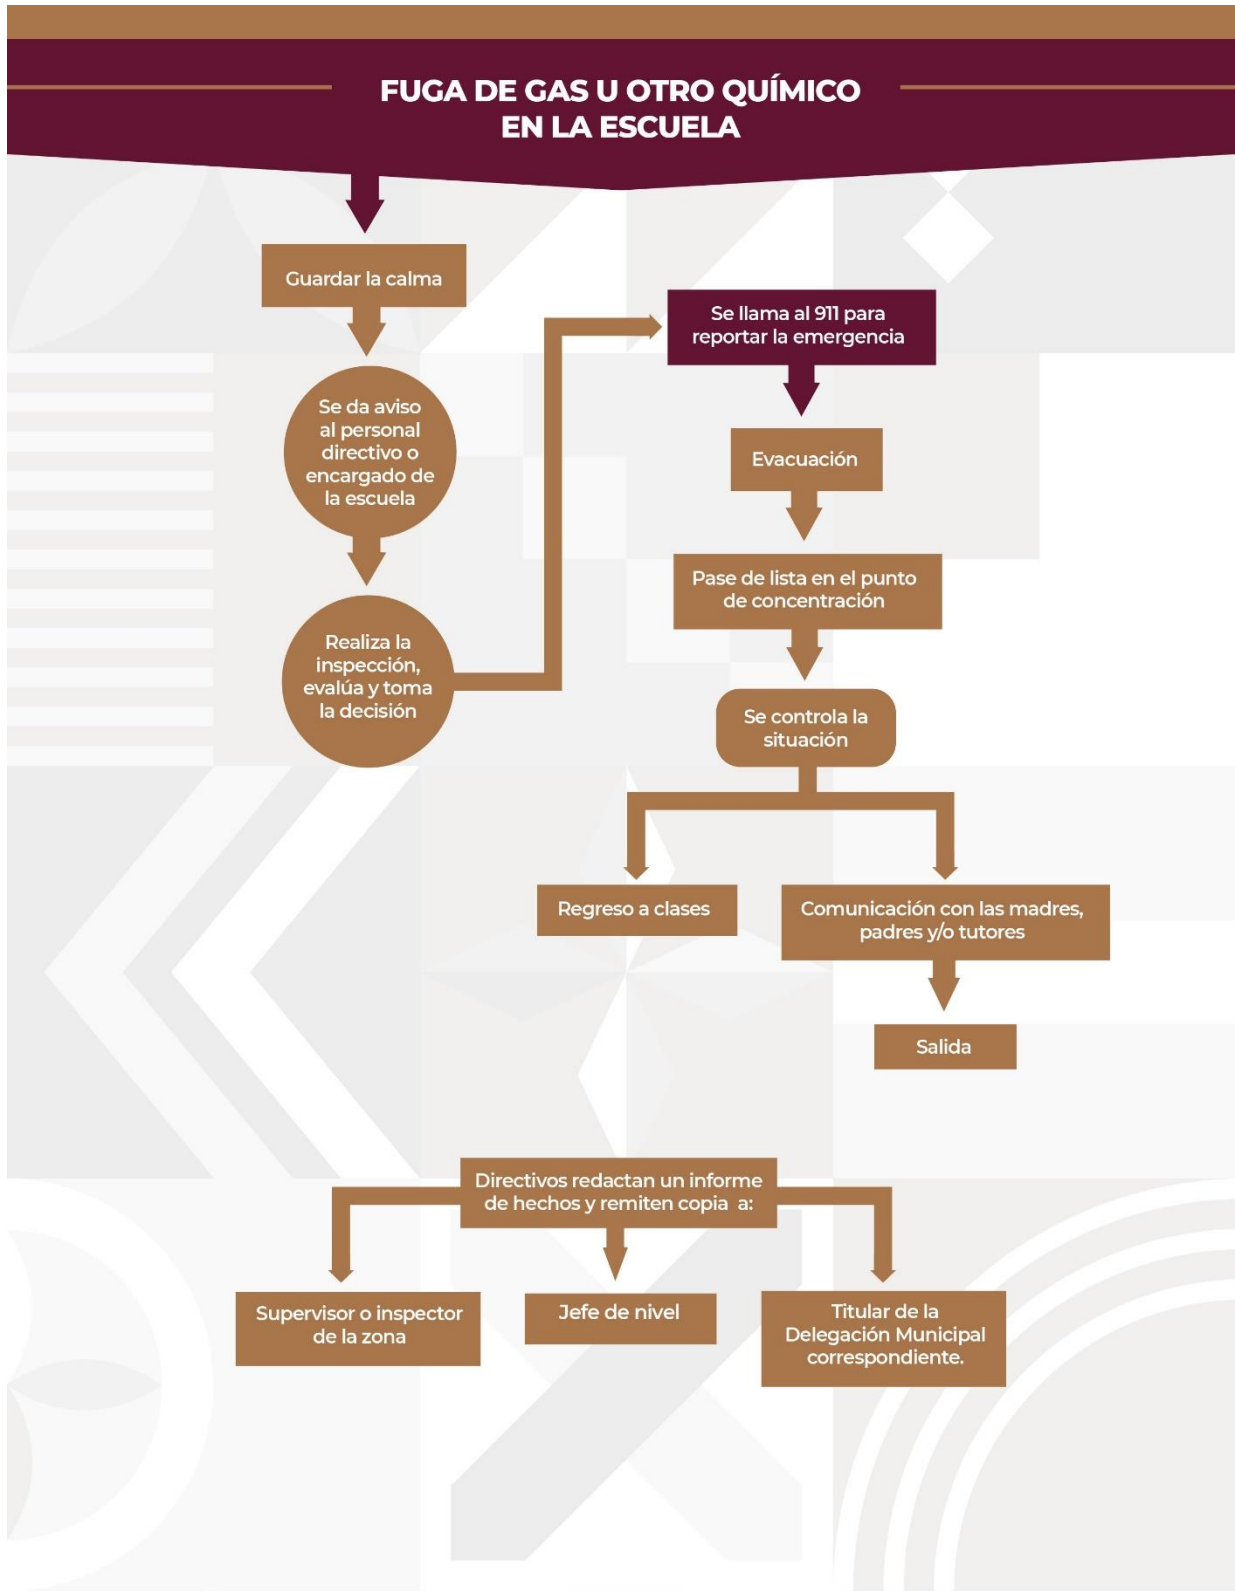 FUGA DE GAS U OTRO QUÍMICO
EN LA ESCUELA
Guardar la calma
Se da aviso
al personal
directivo o
encargado de
la escuela
Realiza la
inspección,
evalúa y toma
la decisión
Se llama al 911 para
reportar la emergencia
Evacuación
Pase de lista en el punto
de concentración
Se controla la
situación
Regreso a clases
Comunicación con las madres,
padres y/o tutores
Salida
Directivos redactan un informe
de hechos y remiten copia a:
Supervisor o inspector
de la zona
Jefe de nivel
Titular de la
Delegación Municipal
correspondiente.